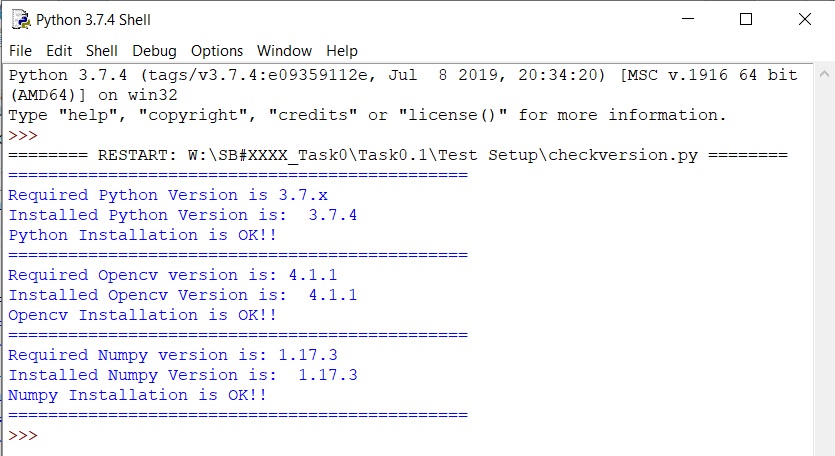 Python 3.7.4 Shell
File Edit Shell Debug Options Window Help
Python 3.7.4 (tags/v3.7.4:e09359112e, Jul  8 2019, 20:34:20) [MSC v.1916 64 bit
(AMD64)] on win32
Type "help", "copyright", "credits" or "license()" for more information.
>>>
======== RESTART: W:\SB#XXXX_Task0\Task0.1\Test Setup\checkversion.py ========
==============================================
Required Python Version is 3.7.x
Installed Python Version is:  3.7.4
Python Installation is OK!!
==============================================
Required Opencv version is: 4.1.1
Installed Opencv Version is:  4.1.1
Opencv Installation is OK!!
==============================================
Required Numpy version is: 1.17.3
Installed Numpy Version is:  1.17.3
Numpy Installation is OK!!
==============================================
>>>